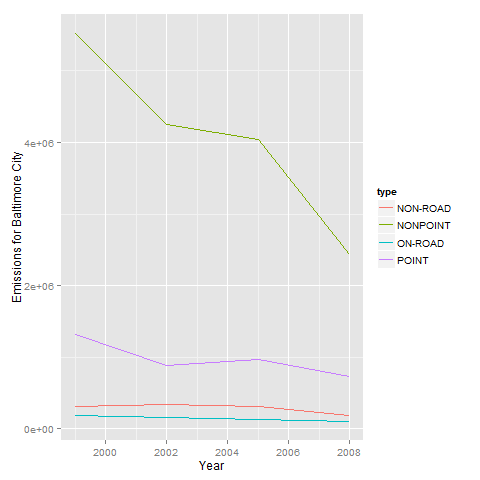 Emissions for Baltimore City
4e+06
2e+06
0e+00
2000 2002 2004 2006 2008
Year
type
NON-ROAD
NONPOINT
ON-ROAD
POINT